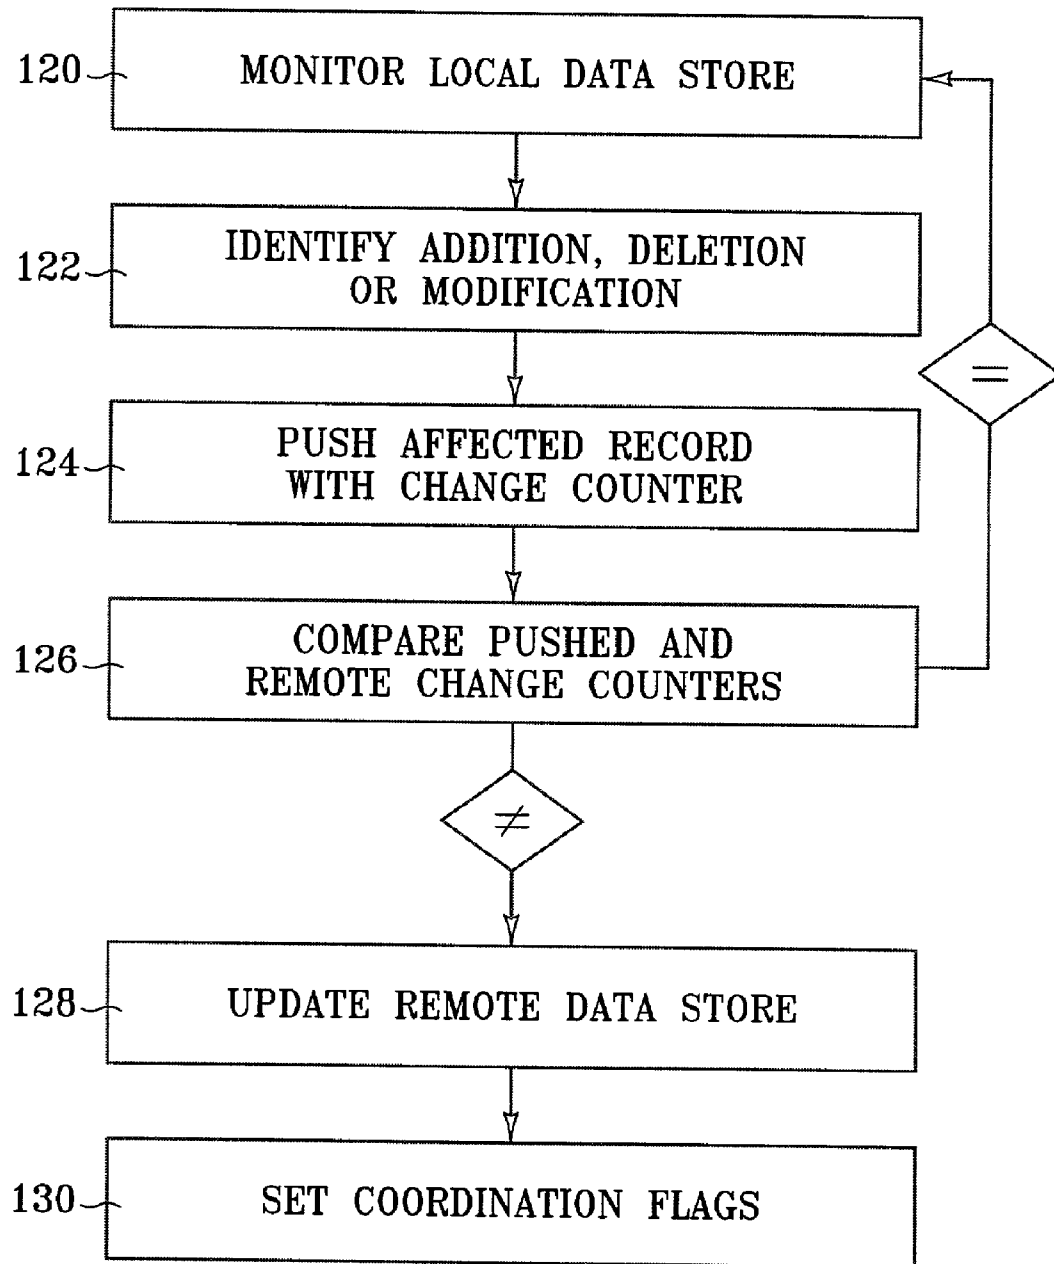 120 MONITOR LOCAL DATA STORE
122 IDENTIFY ADDITION, DELETION
OR MODIFICATION
=
124 PUSH AFFECTED RECORD
WITH CHANGE COUNTER
126 COMPARE PUSHED AND
REMOTE CHANGE COUNTERS
≠
128 UPDATE REMOTE DATA STORE
130 SET COORDINATION FLAGS